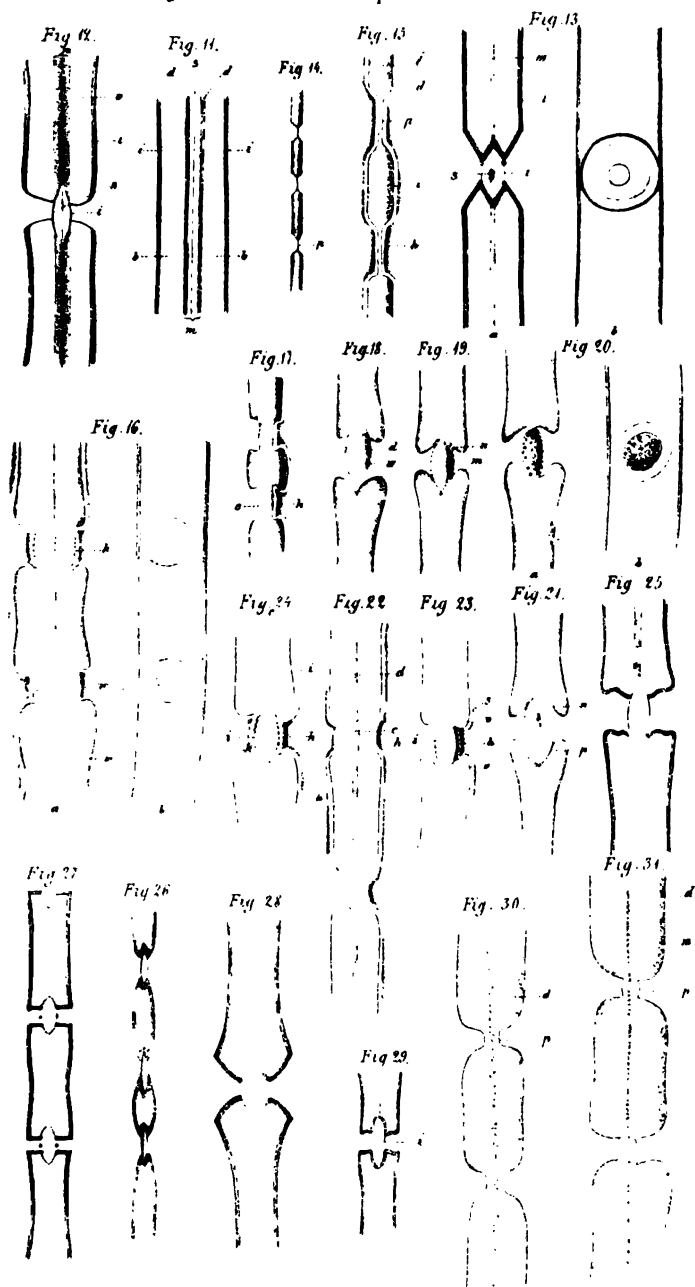 Fig. 12.
Fig. 11.
Fig. 14.
Fig. 13
Fig. 13
s
d
d
i
i
b
b
m
p
j
d
p
i
h
m
i
s
i
a
b
n
i
n
i
Fig. 16
Fig. 17.
Fig. 18.
Fig. 19.
Fig. 20.
h
a
b
o
h
d
n
m
a
b
Fig. 24
Fig. 22
Fig. 23.
Fig. 21.
Fig. 25
i
i
h
h
d
c
h
s
h
n
p
Fig. 27
Fig. 26
Fig. 28
Fig. 29.
Fig. 30.
Fig. 31
d
p
d
m
p